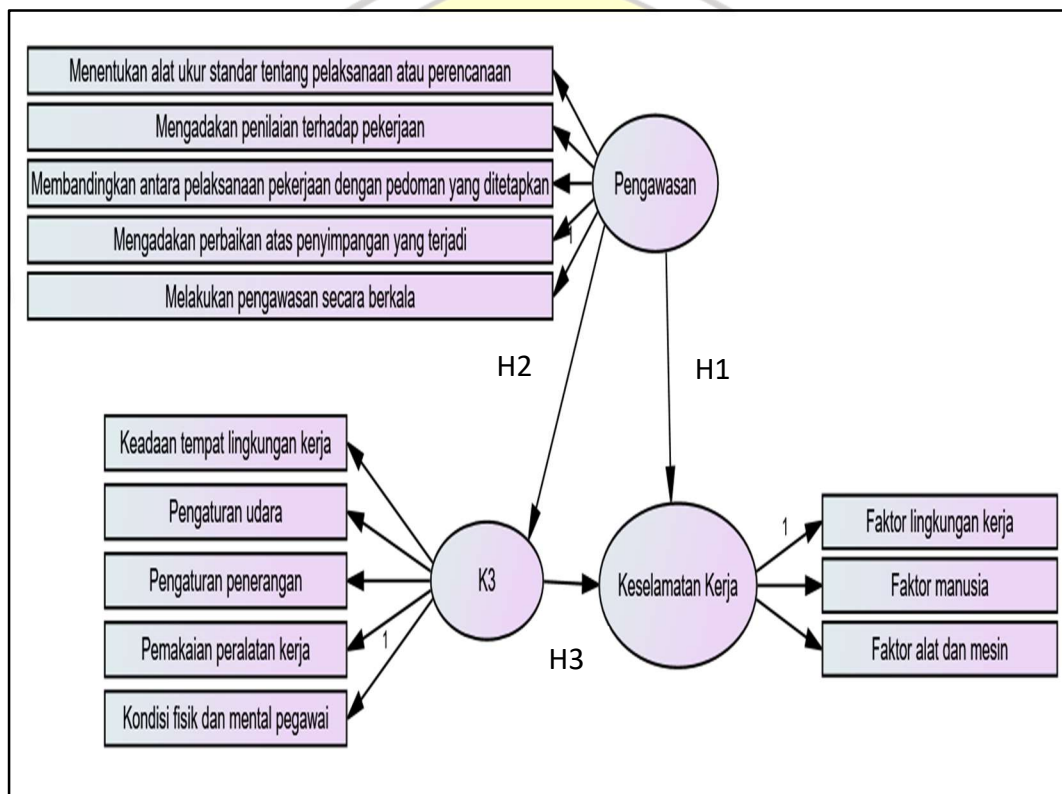 Menentukan alat ukur standar tentang pelaksanaan atau perencanaan
Mengadakan penilaian terhadap pekerjaan
Membandingkan antara pelaksanaan pekerjaan dengan pedoman yang ditetapkan
Mengadakan perbaikan atas penyimpangan yang terjadi
1
Melakukan pengawasan secara berkala
Pengawasan
H2
H1
Keadaan tempat lingkungan kerja
Pengaturan udara
Pengaturan penerangan
Pemakaian peralatan kerja
1
Kondisi fisik dan mental pegawai
K3
H3
Keselamatan Kerja
1
Faktor lingkungan kerja
Faktor manusia
Faktor alat dan mesin